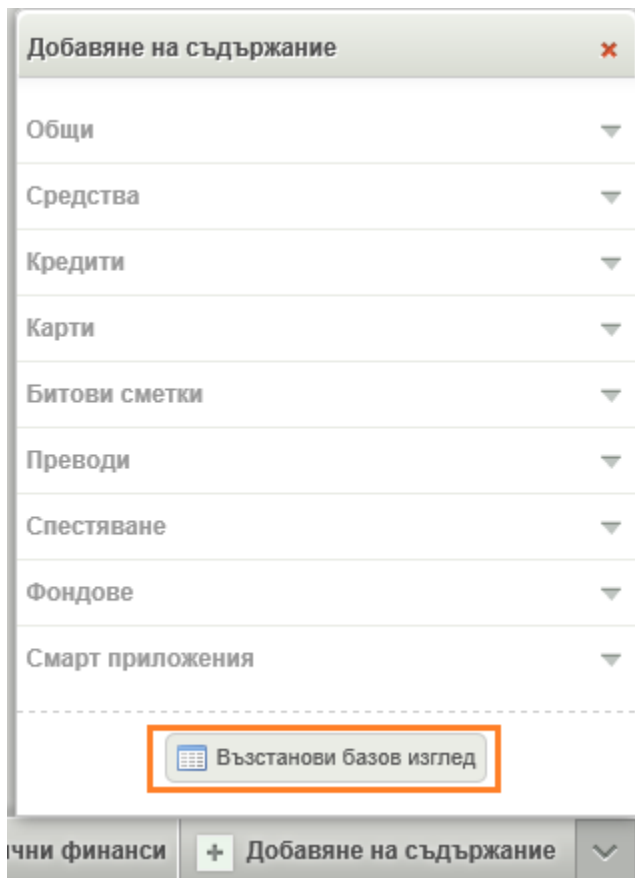 Добавяне на съдържание
Общи
Средства
Кредити
Карти
Битови сметки
Преводи
Спестяване
Фондове
Смарт приложения
Възстанови базов изглед
чни финанси
Добавяне на съдържание